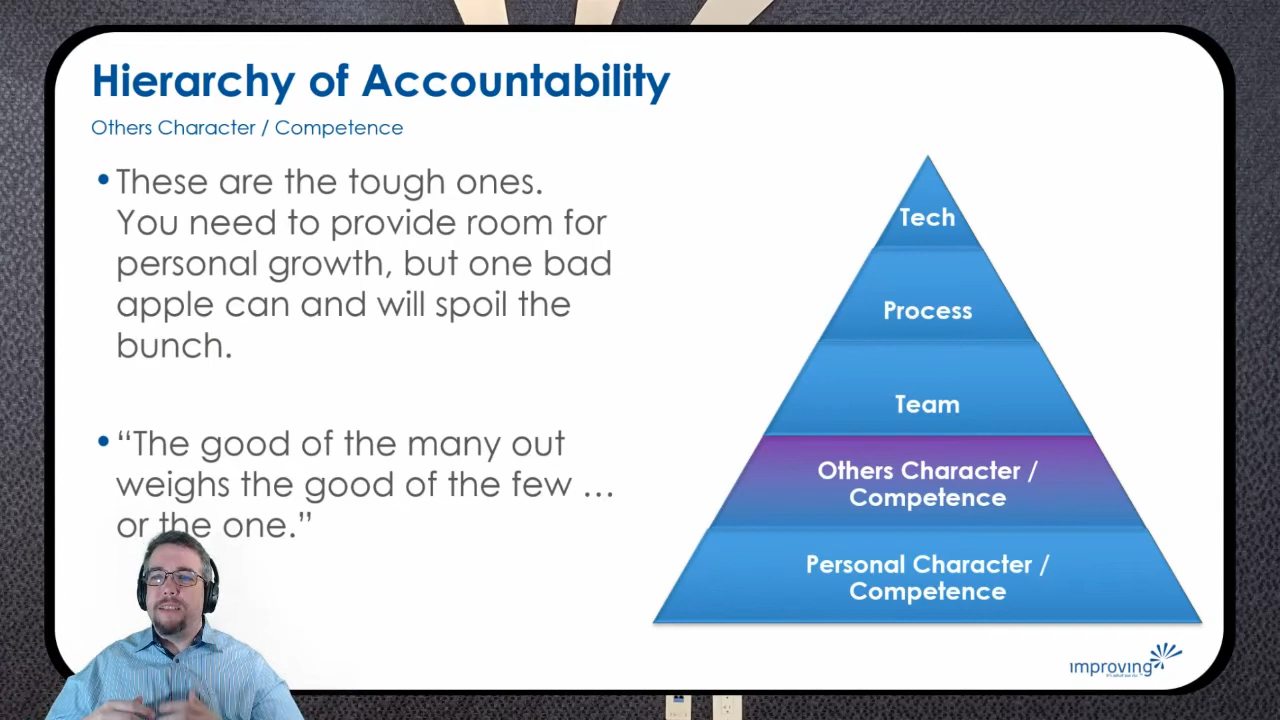 Hierarchy of Accountability
Others Character / Competence
• These are the tough ones.
You need to provide room for
personal growth, but one bad
apple can and will spoil the
bunch.
• “The good of the many out
weighs the good of the few …
or the one.”
Tech
Process
Team
Others Character /
Competence
Personal Character /
Competence
improving